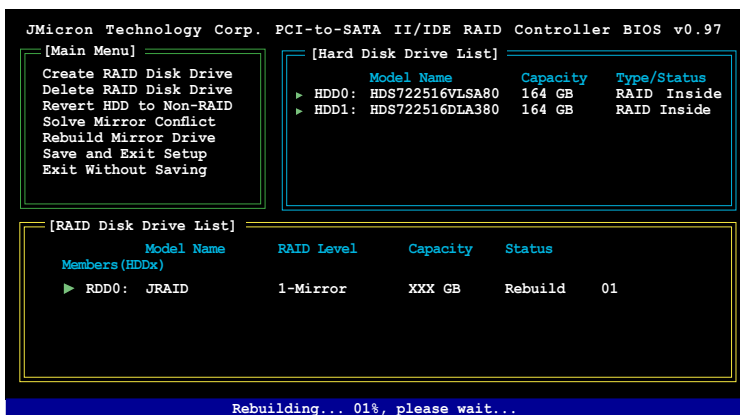 JMicron Technology Corp. PCI-to-SATA II/IDE RAID Controller BIOS v0.97
[Main Menu]
Create RAID Disk Drive
Delete RAID Disk Drive
Revert HDD to Non-RAID
Solve Mirror Conflict
Rebuild Mirror Drive
Save and Exit Setup
Exit Without Saving
[Hard Disk Drive List]
Model Name Capacity Type/Status
HDD0: HDS722516VLSA80 164 GB RAID Inside
HDD1: HDS722516DLA380 164 GB RAID Inside
[RAID Disk Drive List]
Model Name RAID Level Capacity Status
Members(HDDx)
RDD0: JRAID 1-Mirror XXX GB Rebuild 01
Rebuilding... 01%, please wait...